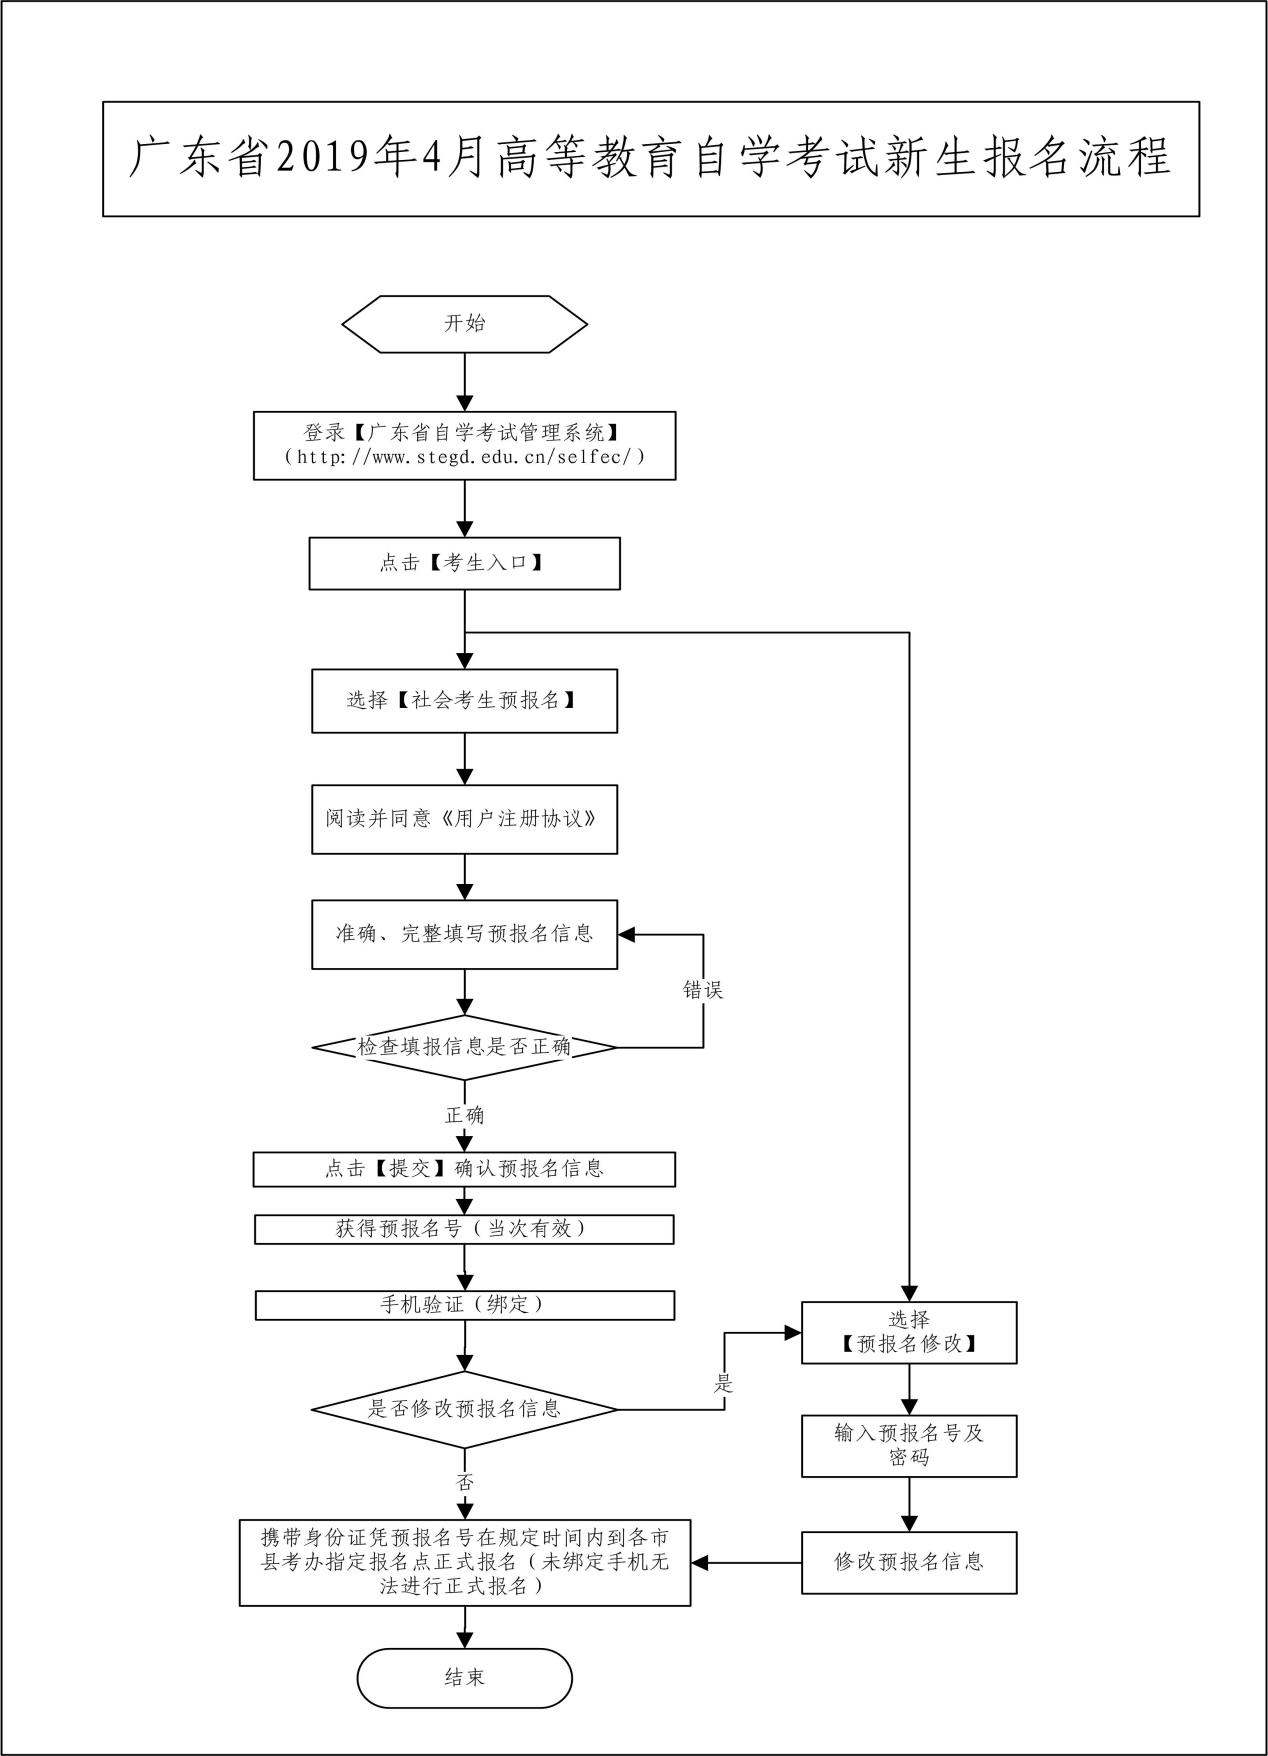 广东省2019年4月高等教育自学考试新生报名流程
开始
登录【广东省自学考试管理系统】
（http://www.stegd.edu.cn/selfec/）
点击【考生入口】
选择【社会考生预报名】
阅读并同意《用户注册协议》
准确、完整填写预报名信息
错误
检查填报信息是否正确
正确
点击【提交】确认预报名信息
获得预报名号（当次有效）
手机验证（绑定）
选择
【预报名修改】
是
是否修改预报名信息
输入预报名号及
密码
否
携带身份证凭预报名号在规定时间内到各市
县考办指定报名点正式报名（未绑定手机无
法进行正式报名）
修改预报名信息
结束